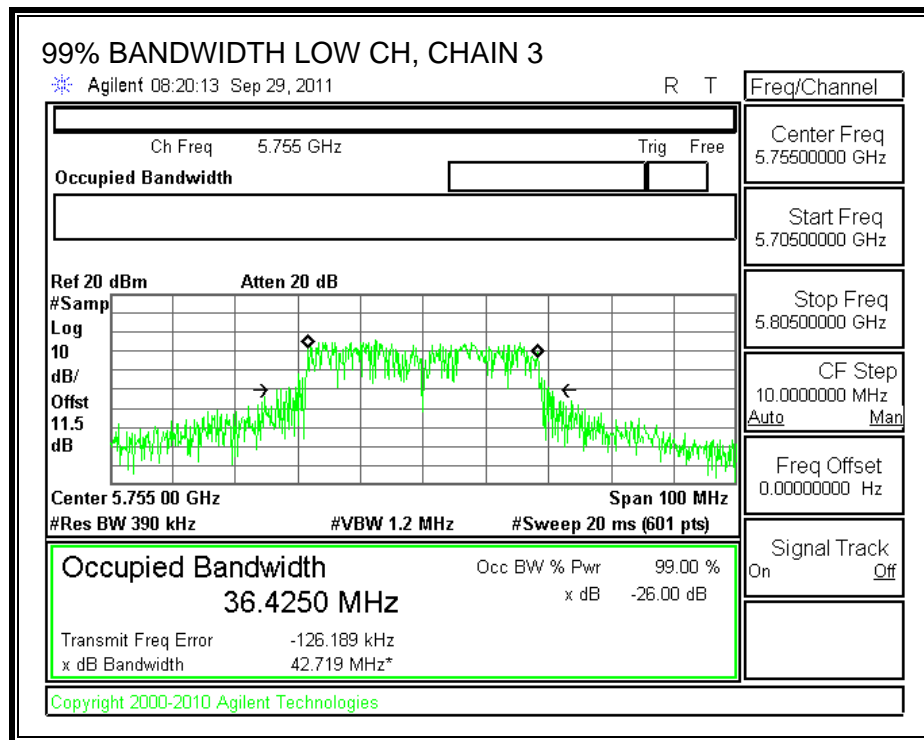 99% BANDWIDTH LOW CH, CHAIN 3
Agilent 08:20:13 Sep 29, 2011 R T
Freq/Channel
Ch Freq 5.755 GHz Trig Free
Occupied Bandwidth
Center Freq
5.75500000 GHz
Start Freq
5.70500000 GHz
Stop Freq
5.80500000 GHz
CF Step
10.0000000 MHz
Auto Man
Freq Offset
0.00000000 Hz
Signal Track
On Off
Ref 20 dBm Atten 20 dB
#Samp
Log
10
dB/
Offst
11.5
dB
Center 5.755 00 GHz Span 100 MHz
#Res BW 390 kHz #VBW 1.2 MHz #Sweep 20 ms (601 pts)
Occupied Bandwidth Occ BW % Pwr 99.00 %
36.4250 MHz x dB -26.00 dB
Transmit Freq Error -126.189 kHz
x dB Bandwidth 42.719 MHz*
Copyright 2000-2010 Agilent Technologies